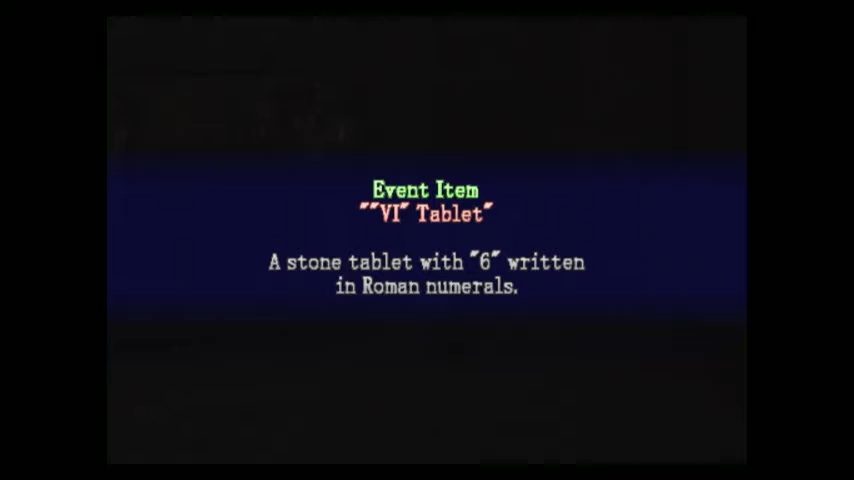 Event Item
""VI" Tablet"
A stone tablet with "6" written
in Roman numerals.